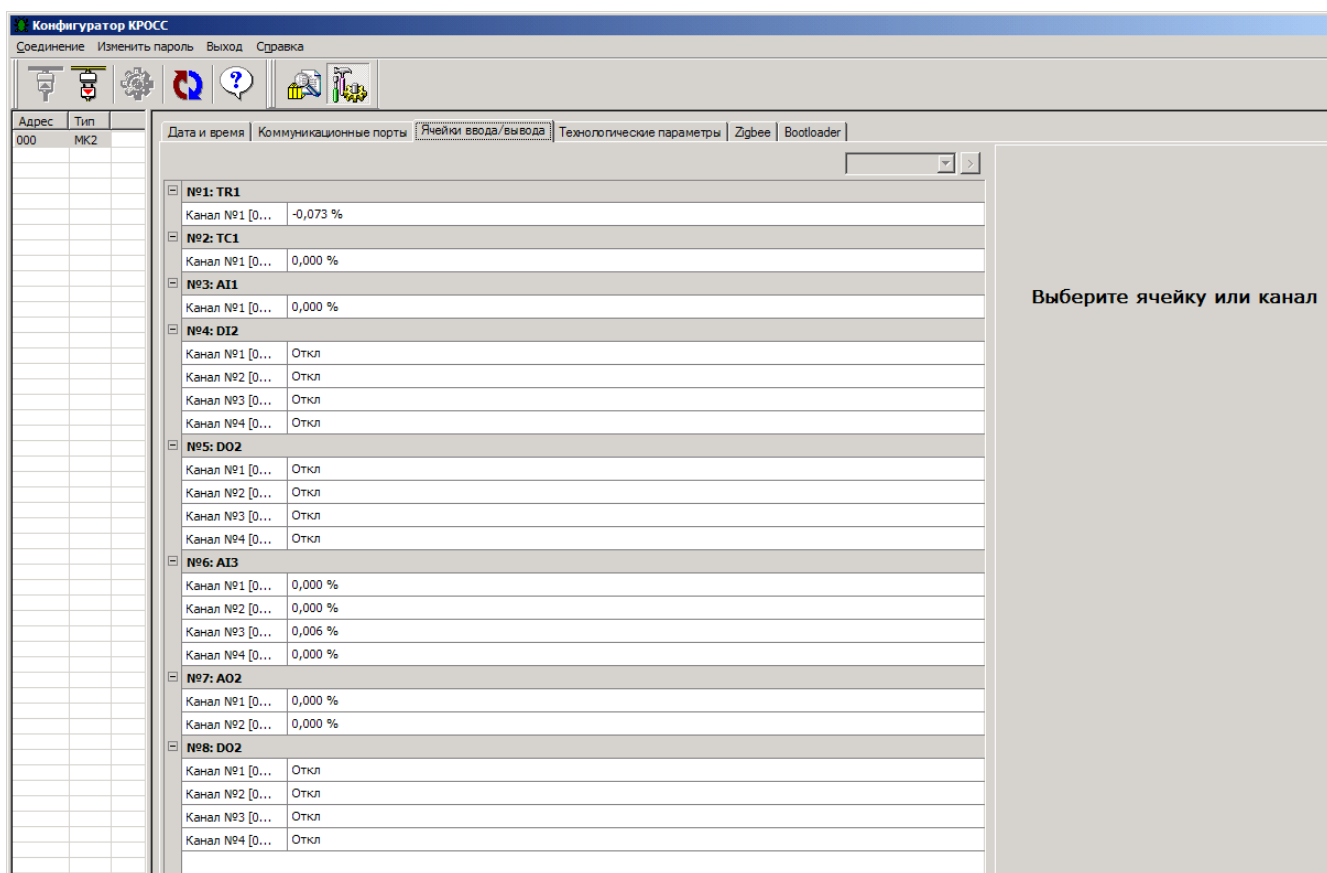 Конфигуратор КРОСС
Соединение Изменить пароль Выход Справка
Адрес Тип
000 МК2
Дата и время Коммуникационные порты Ячейки ввода/вывода Технологические параметры Zigbee Bootloader
№1: TR1
Канал №1 [0... -0,073 %
№2: TC1
Канал №1 [0... 0,000 %
№3: AI1
Канал №1 [0... 0,000 %
Выберите ячейку или канал
№4: DI2
Канал №1 [0... Откл
Канал №2 [0... Откл
Канал №3 [0... Откл
Канал №4 [0... Откл
№5: DO2
Канал №1 [0... Откл
Канал №2 [0... Откл
Канал №3 [0... Откл
Канал №4 [0... Откл
№6: AI3
Канал №1 [0... 0,000 %
Канал №2 [0... 0,000 %
Канал №3 [0... 0,006 %
Канал №4 [0... 0,000 %
№7: AO2
Канал №1 [0... 0,000 %
Канал №2 [0... 0,000 %
№8: DO2
Канал №1 [0... Откл
Канал №2 [0... Откл
Канал №3 [0... Откл
Канал №4 [0... Откл